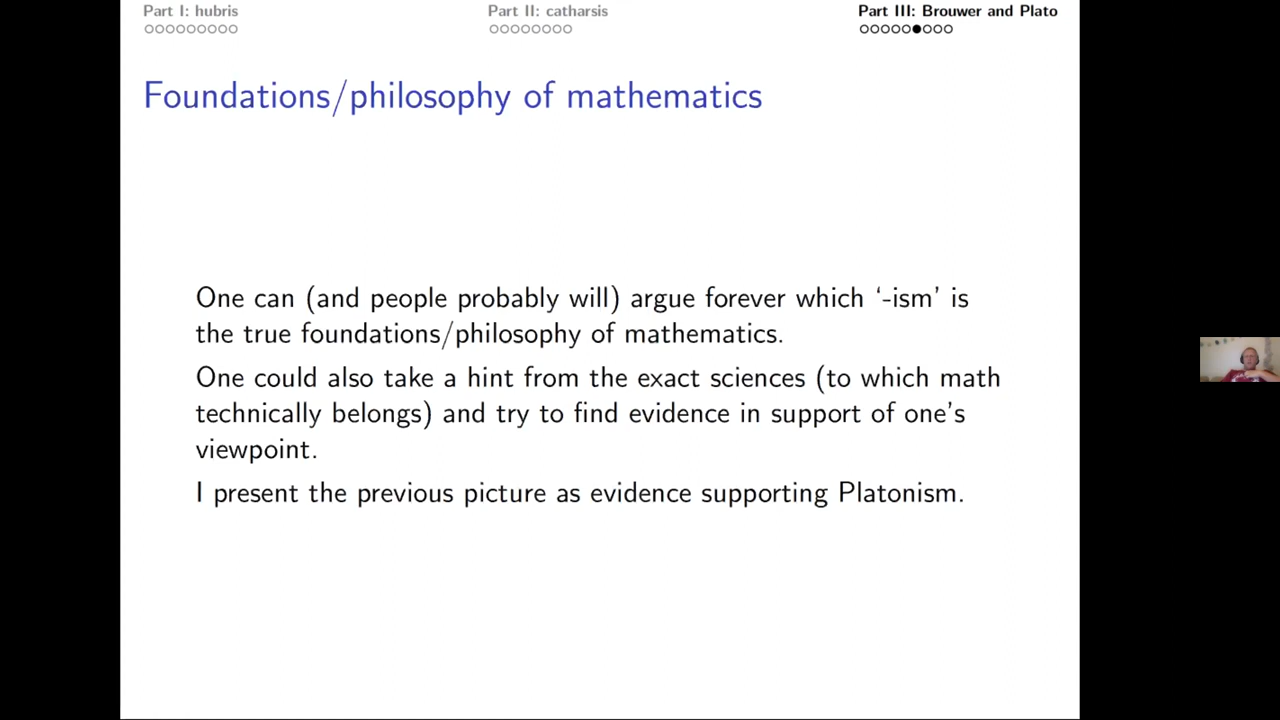 Part I: hubris
Part II: catharsis
Part III: Brouwer and Plato
Foundations/philosophy of mathematics
One can (and people probably will) argue forever which ‘-ism’ is
the true foundations/philosophy of mathematics.
One could also take a hint from the exact sciences (to which math
technically belongs) and try to find evidence in support of one’s
viewpoint.
I present the previous picture as evidence supporting Platonism.